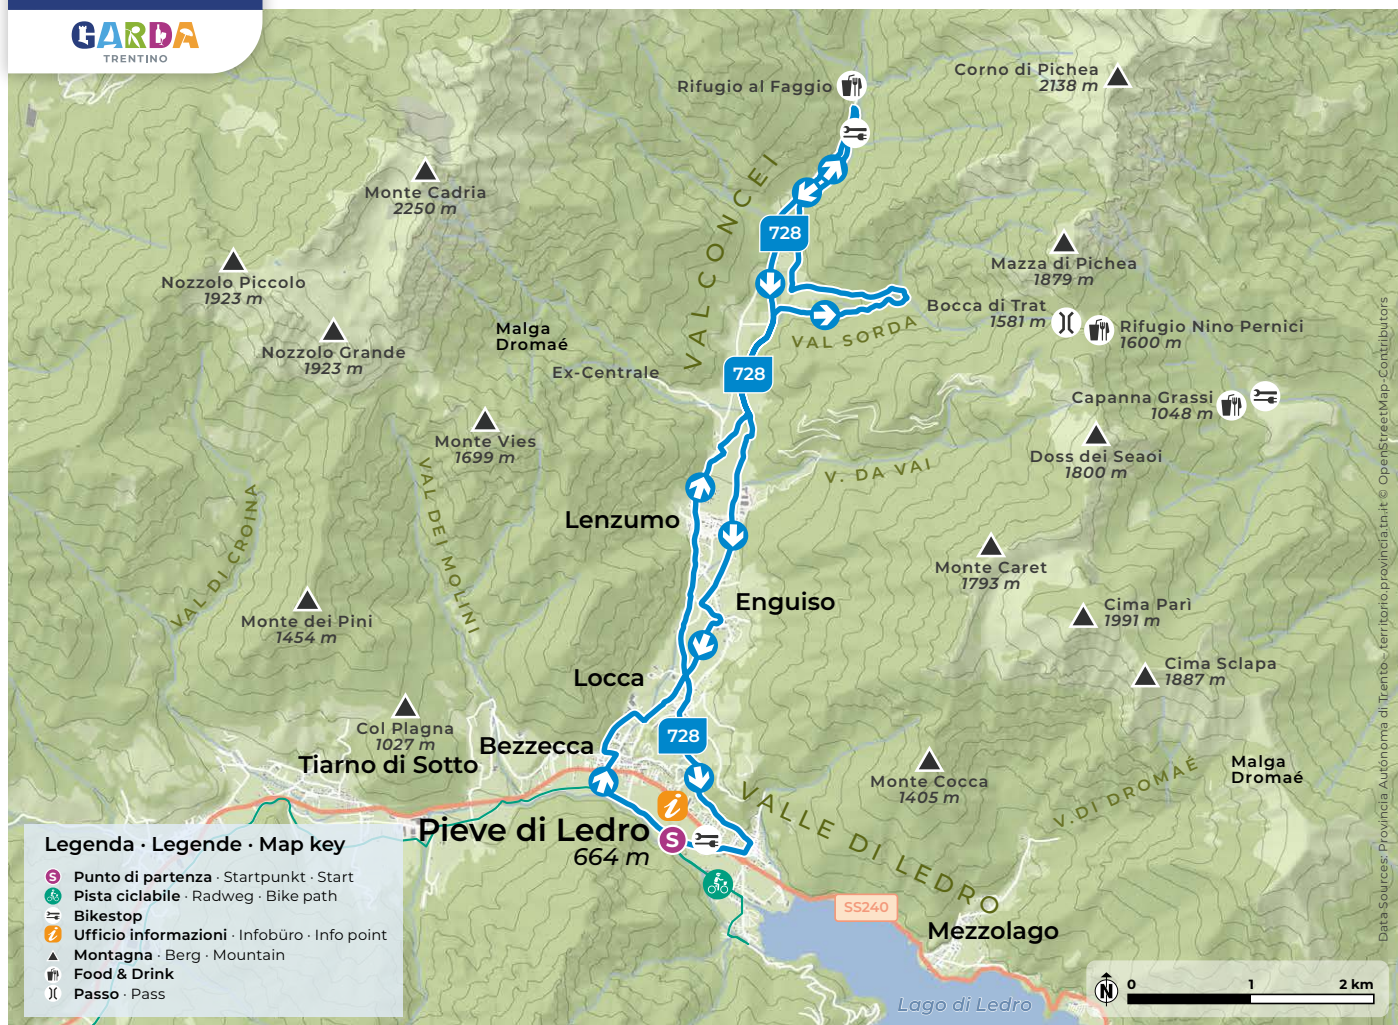 GARDA
TRENTINO
Rifugio al Faggio
Corno di Pichea
2138 m
Monte Cadria
2250 m
VAL CONCEI
728
Nozzolo Piccolo
1923 m
Mazza di Pichea
1879 m
Bocca di Trat
1581 m
Rifugio Nino Pernici
1600 m
Nozzolo Grande
1923 m
Malga
Dromaé
VAL SORDA
Ex-Centrale
728
Capanna Grassi
1048 m
Monte Vies
1699 m
Doss dei Seaoi
1800 m
V. DA VAI
VAL DI CROINA
VAL DEI MOLINI
Lenzumo
Monte Caret
1793 m
Enguiso
Cima Parì
1991 m
Monte dei Pini
1454 m
Cima Sclapa
1887 m
Locca
Col Plagna
1027 m
728
Bezzecca
Tiarno di Sotto
Monte Cocca
1405 m
Malga
Dromaé
V. DI DROMAÉ
VALLE DI LEDRO
i
Pieve di Ledro
664 m
S
SS240
Mezzolago
Lago di Ledro
Legenda · Legende · Map key
S Punto di partenza · Startpunkt · Start
Pista ciclabile · Radweg · Bike path
Bikestop
i Ufficio informazioni · Infobüro · Info point
Montagna · Berg · Mountain
Food & Drink
Passo · Pass
N
0 1 2 km
Data Sources: Provincia Autónoma di Trento - territorio.provincia.tn.it © OpenStreetMap-Contributors